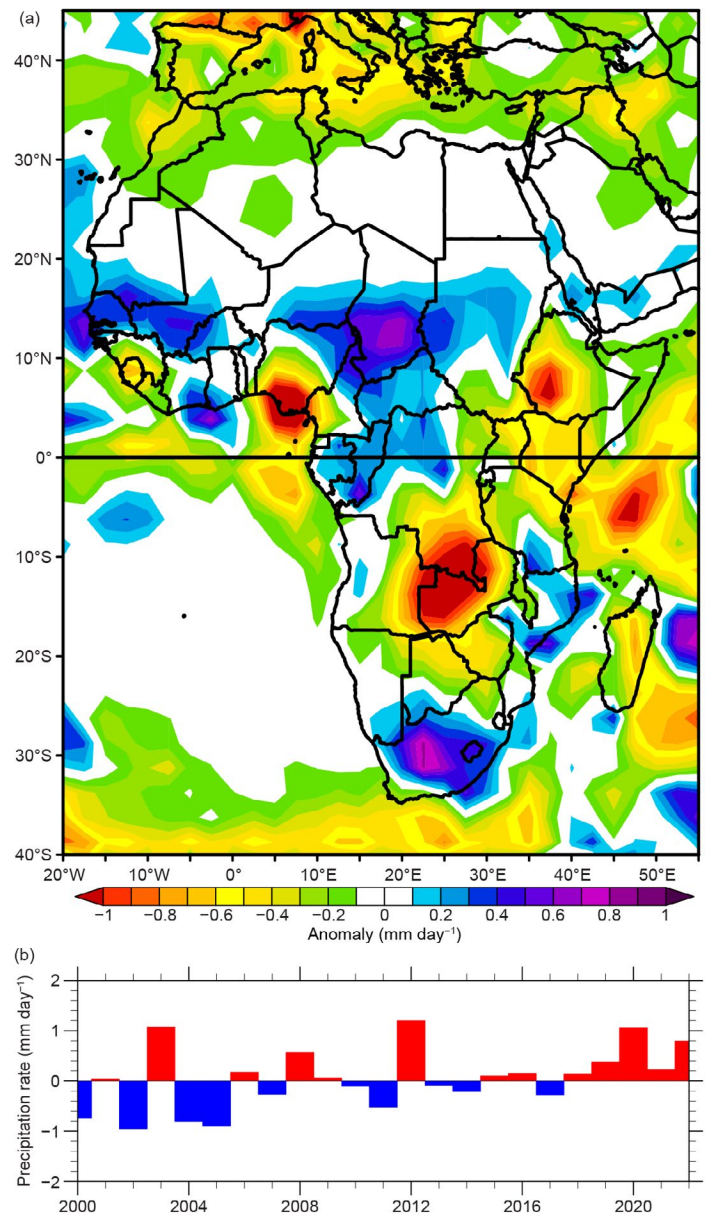 (a)
40°N
30°N
20°N
10°N
0°
10°S
20°S
30°S
40°S
20°W 10°W 0° 10°E 20°E 30°E 40°E 50°E
−1 −0.8 −0.6 −0.4 −0.2 0 0.2 0.4 0.6 0.8 1
Anomaly (mm day⁻¹)
(b)
Precipitation rate (mm day⁻¹)
2
1
0
−1
−2
2000 2004 2008 2012 2016 2020